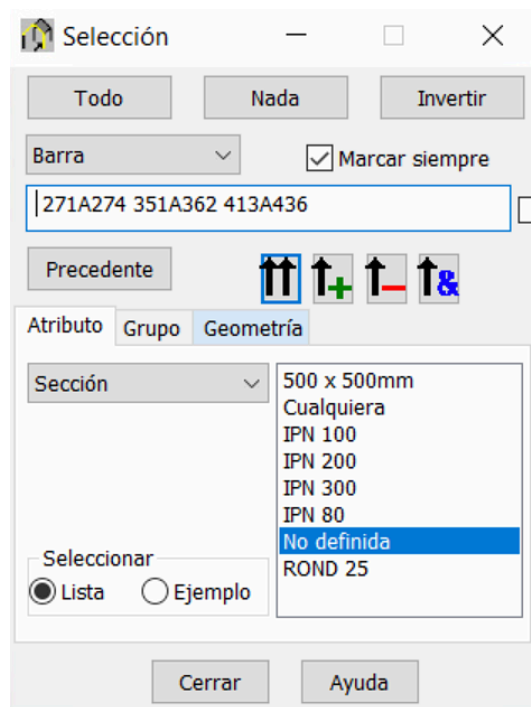 Selección
Todo Nada Invertir
Barra Marcar siempre
271A274 351A362 413A436
Precedente
Atributo Grupo Geometría
Sección
500 x 500mm
Cualquiera
IPN 100
IPN 200
IPN 300
IPN 80
No definida
ROND 25
Seleccionar
Lista Ejemplo
Cerrar Ayuda